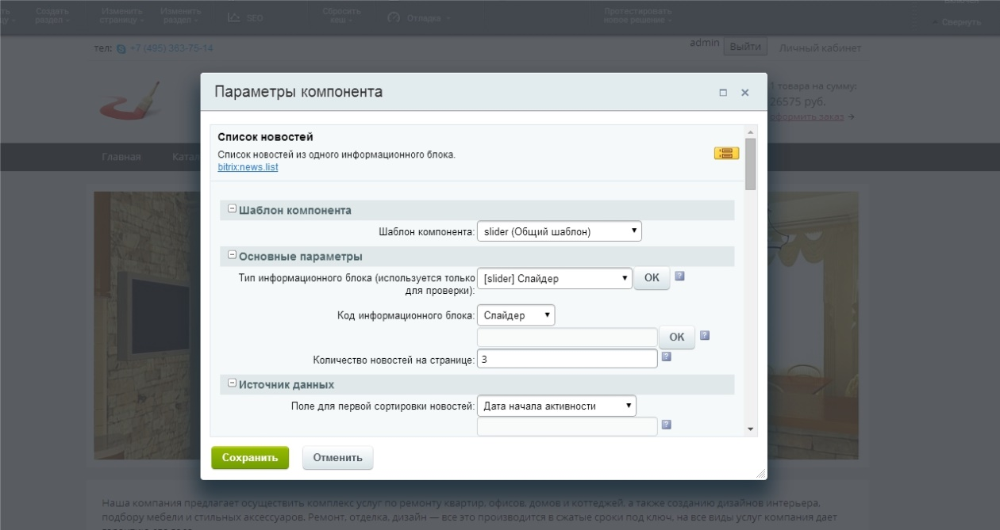 Создать
раздел
Изменить
страницу
Изменить
раздел
SEO
Сбросить
кеш
Отладка
Протестировать
новое решение
Свернуть
тел: +7 (495) 363-75-14
admin Выйти Личный кабинет
1 товара на сумму:
26575 руб.
оформить заказ →
Главная
Параметры компонента
Список новостей
Список новостей из одного информационного блока.
bitrix:news.list
Шаблон компонента
Шаблон компонента: slider (Общий шаблон)
Основные параметры
Тип информационного блока (используется только для проверки): [slider] Слайдер OK
Код информационного блока: Слайдер
OK
Количество новостей на странице: 3
Источник данных
Поле для первой сортировки новостей: Дата начала активности
Сохранить Отменить
Наша компания предлагает осуществить комплекс услуг по ремонту квартир, офисов, домов и коттеджей, а также созданию дизайнов интерьера,
подбору мебели и стильных аксессуаров. Ремонт, отделка, дизайн — все это производится в сжатые сроки под ключ, на все виды услуг компания дает